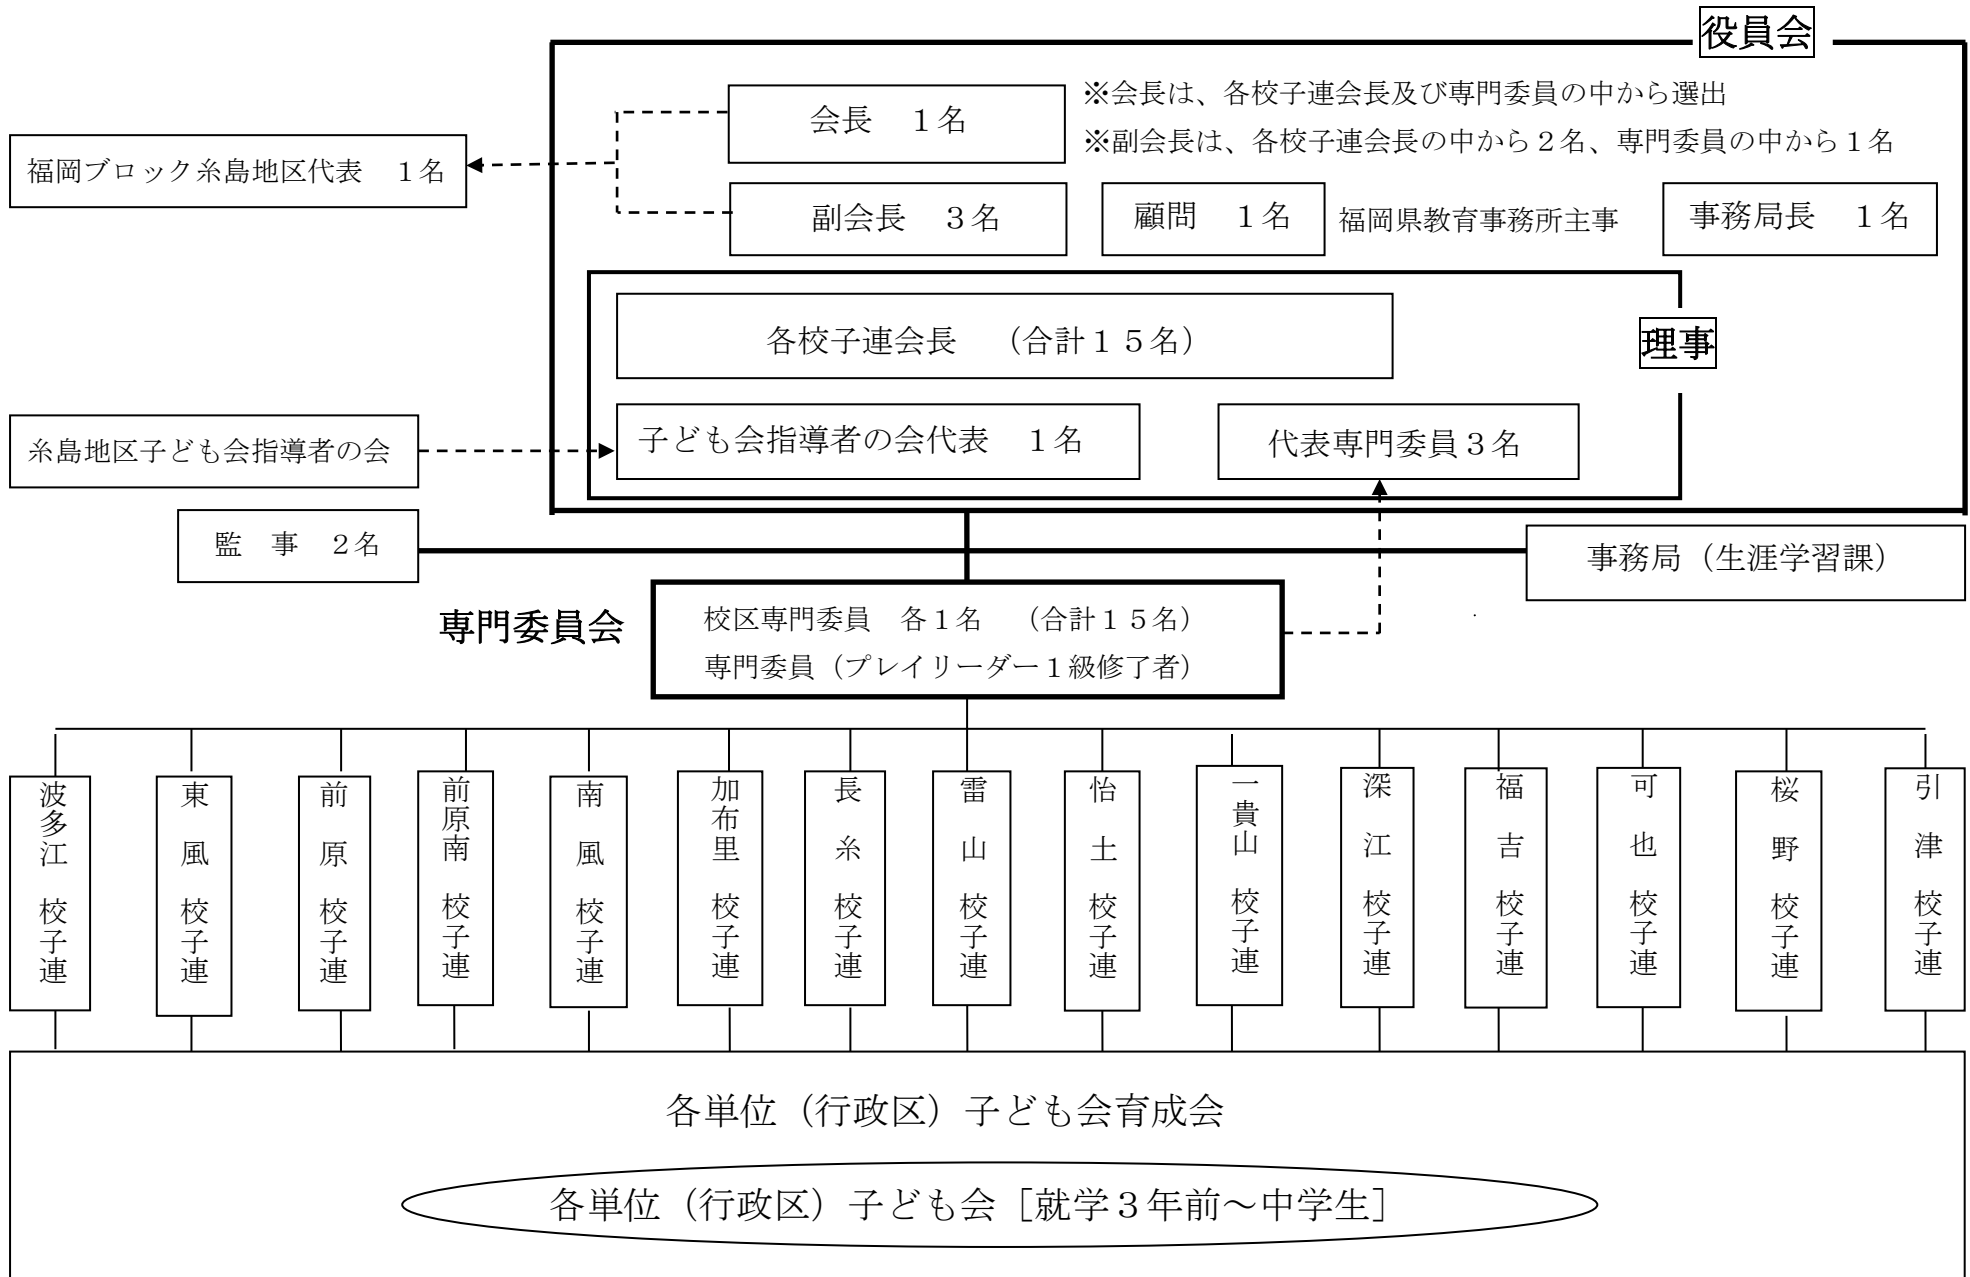 役員会
会長　１名
※会長は、各校子連会長及び専門委員の中から選出
※副会長は、各校子連会長の中から２名、専門委員の中から１名
福岡ブロック糸島地区代表　１名
副会長　３名
顧問　１名
福岡県教育事務所主事
事務局長　１名
各校子連会長　（合計１５名）
理事
糸島地区子ども会指導者の会
子ども会指導者の会代表　１名
代表専門委員３名
監　事　２名
事務局（生涯学習課）
専門委員会
校区専門委員　各１名　（合計１５名）
専門委員（プレイリーダー１級修了者）
波多江　校子連
東　風　校子連
前　原　校子連
前原南　校子連
南　風　校子連
加布里　校子連
長　糸　校子連
雷　山　校子連
怡　土　校子連
一貴山　校子連
深　江　校子連
福　吉　校子連
可　也　校子連
桜　野　校子連
引　津　校子連
各単位（行政区）子ども会育成会
各単位（行政区）子ども会［就学３年前～中学生］